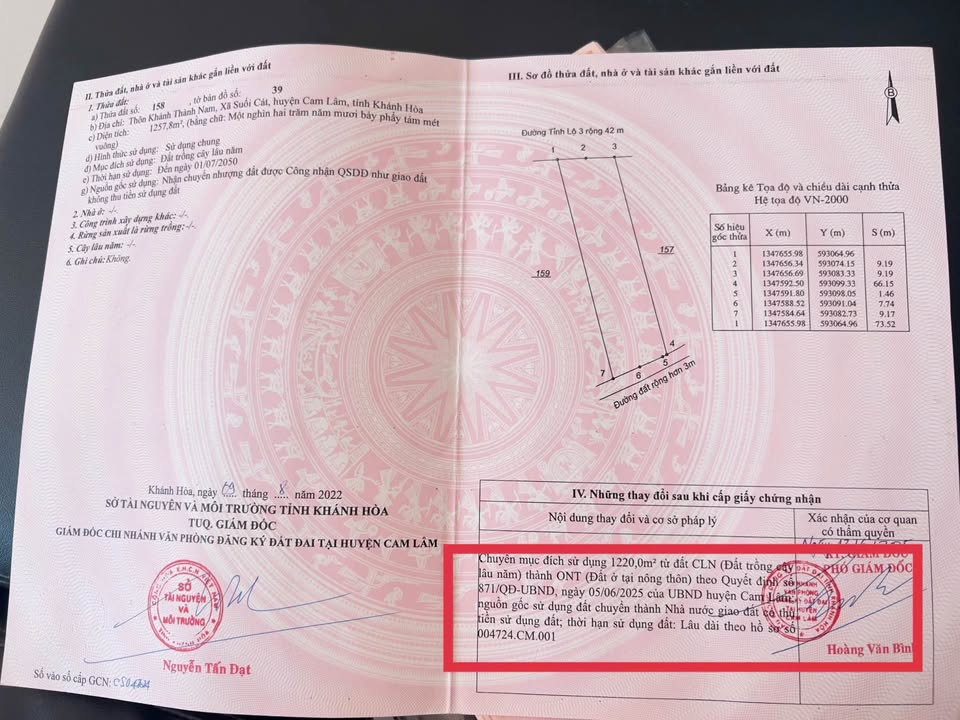 II. Thửa đất, nhà ở và tài sản khác gắn liền với đất
1. Thửa đất:
a) Thửa đất số: 158 , tờ bản đồ số: 39
b) Địa chỉ: Thôn Khánh Thành Nam, Xã Suối Cát, huyện Cam Lâm, tỉnh Khánh Hòa
c) Diện tích: 1257,8m², (bằng chữ: Một nghìn hai trăm năm mươi bảy phẩy tám mét
vuông)
d) Hình thức sử dụng: Sử dụng chung
đ) Mục đích sử dụng: Đất trồng cây lâu năm
e) Thời hạn sử dụng: Đến ngày 01/07/2050
g) Nguồn gốc sử dụng: Nhận chuyển nhượng đất được Công nhận QSDĐ như giao đất
không thu tiền sử dụng đất
2. Nhà ở: -/-
3. Công trình xây dựng khác: -/-
4. Rừng sản xuất là rừng trồng: -/-
5. Cây lâu năm: -/-
6. Ghi chú: Không.
Khánh Hòa, ngày 09 tháng 8 năm 2022
SỞ TÀI NGUYÊN VÀ MÔI TRƯỜNG TỈNH KHÁNH HÒA
TUQ. GIÁM ĐỐC
GIÁM ĐỐC CHI NHÁNH VĂN PHÒNG ĐĂNG KÝ ĐẤT ĐAI TẠI HUYỆN CAM LÂM
SỞ
TÀI NGUYÊN
VÀ
MÔI TRƯỜNG
Nguyễn Tấn Đạt
Số vào sổ cấp GCN:
III. Sơ đồ thửa đất, nhà ở và tài sản khác gắn liền với đất
B
Đường Tỉnh Lộ 3 rộng 42 m
1 2 3
157
159
4
5
6
7
Đường đất rộng hơn 3m
Bảng kê Tọa độ và chiều dài cạnh thửa
Hệ tọa độ VN-2000
Số hiệu góc thửa X (m) Y (m) S (m)
1 1347655.98 593064.96
2 1347656.34 593074.15 9.19
3 1347656.69 593083.33 9.19
4 1347592.50 593099.33 66.15
5 1347591.80 593098.05 1.46
6 1347588.52 593091.04 7.74
7 1347584.64 593082.73 9.17
1 1347655.98 593064.96 73.52
IV. Những thay đổi sau khi cấp giấy chứng nhận
Nội dung thay đổi và cơ sở pháp lý
Xác nhận của cơ quan
có thẩm quyền
KT. GIÁM ĐỐC
PHÓ GIÁM ĐỐC
Chuyên mục đích sử dụng 1220,0m² từ đất CLN (Đất trồng cây
lâu năm) thành ONT (Đất ở tại nông thôn) theo Quyết định số
871/QĐ-UBND, ngày 05/06/2025 của UBND huyện Cam Lâm,
nguồn gốc sử dụng đất chuyển thành Nhà nước giao đất có thu
tiền sử dụng đất; thời hạn sử dụng đất: Lâu dài theo hồ sơ số
004724.CM.001
Hoàng Văn Bình